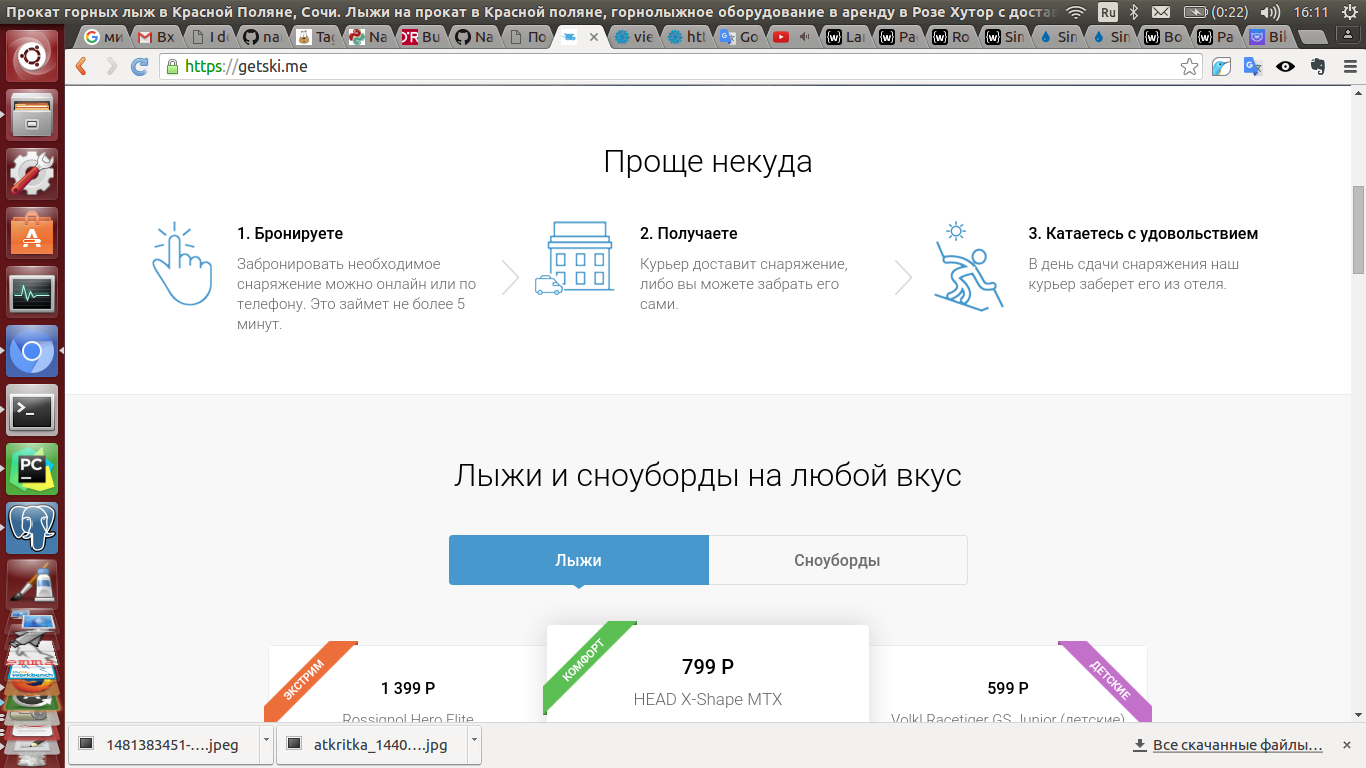 Прокат горных лыж в Красной Поляне, Сочи. Лыжи на прокат в Красной поляне, горнолыжное оборудование в аренду в Розе Хутор с доста
Ru (0:22) 16:11
ми Вх I do nar Tag Na Bu Na По vie htt Go La Pa Ro Sin Sin Sin Bo Pa Bil
https://getski.me
Проще некуда
1. Бронируете
Забронировать необходимое
снаряжение можно онлайн или по
телефону. Это займет не более 5
минут.
2. Получаете
Курьер доставит снаряжение,
либо вы можете забрать его
сами.
3. Катаетесь с удовольствием
В день сдачи снаряжения наш
курьер заберет его из отеля.
Лыжи и сноуборды на любой вкус
Лыжи Сноуборды
ЭКСТРИМ
1 399 Р
Rossignol Hero Elite
КОМФОРТ
799 Р
HEAD X-Shape MTX
ДЕТСКИЕ
599 Р
Volkl Racetiger GS Junior (детские)
PC
workbench
1481383451-....jpeg
atkritka_1440....jpg
Все скачанные файлы...